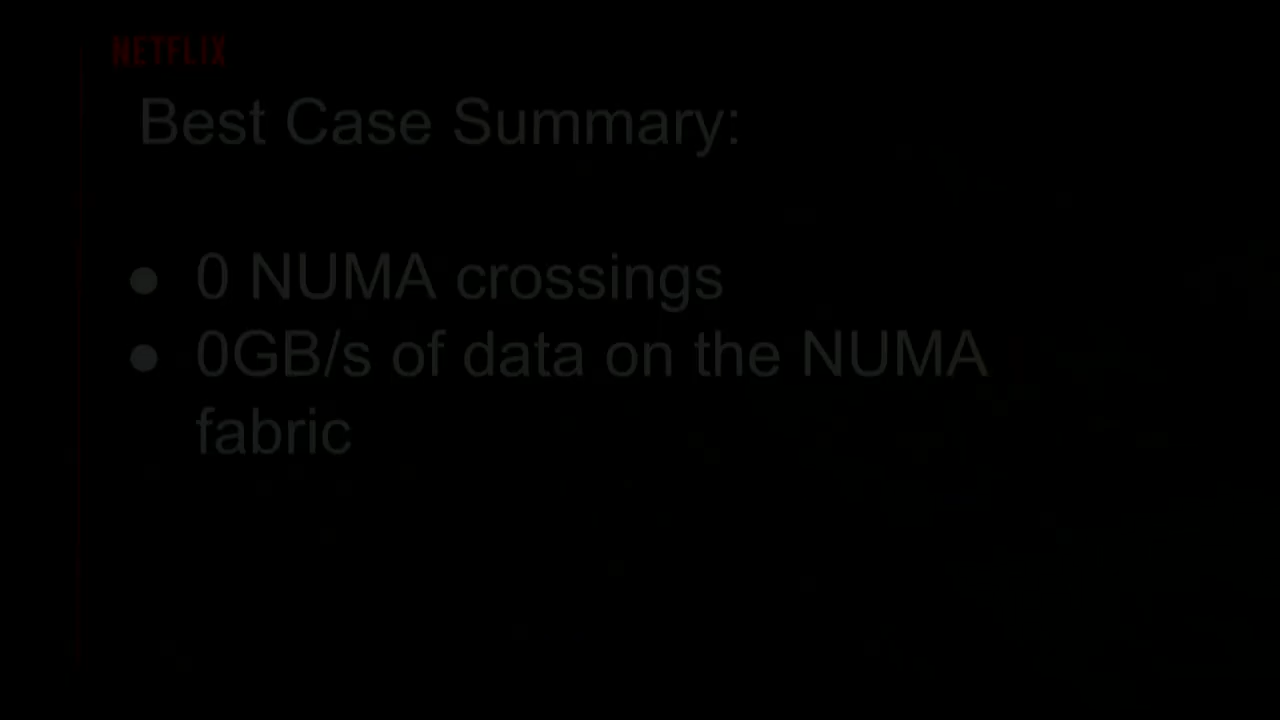 NETFLIX
Best Case Summary:
● 0 NUMA crossings
● 0GB/s of data on the NUMA
fabric